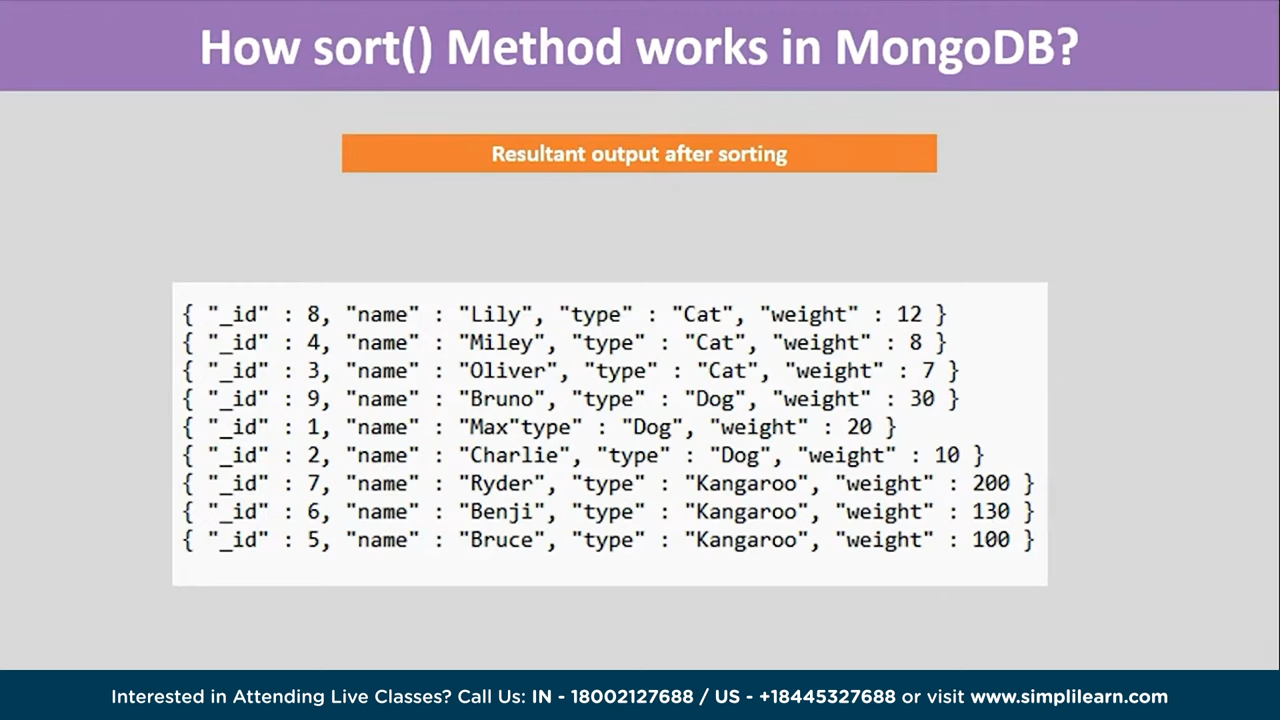 How sort() Method works in MongoDB?
Resultant output after sorting
{ "_id" : 8, "name" : "Lily", "type" : "Cat", "weight" : 12 }
{ "_id" : 4, "name" : "Miley", "type" : "Cat", "weight" : 8 }
{ "_id" : 3, "name" : "Oliver", "type" : "Cat", "weight" : 7 }
{ "_id" : 9, "name" : "Bruno", "type" : "Dog", "weight" : 30 }
{ "_id" : 1, "name" : "Max"type" : "Dog", "weight" : 20 }
{ "_id" : 2, "name" : "Charlie", "type" : "Dog", "weight" : 10 }
{ "_id" : 7, "name" : "Ryder", "type" : "Kangaroo", "weight" : 200 }
{ "_id" : 6, "name" : "Benji", "type" : "Kangaroo", "weight" : 130 }
{ "_id" : 5, "name" : "Bruce", "type" : "Kangaroo", "weight" : 100 }
Interested in Attending Live Classes? Call Us: IN - 18002127688 / US - +18445327688 or visit www.simplilearn.com